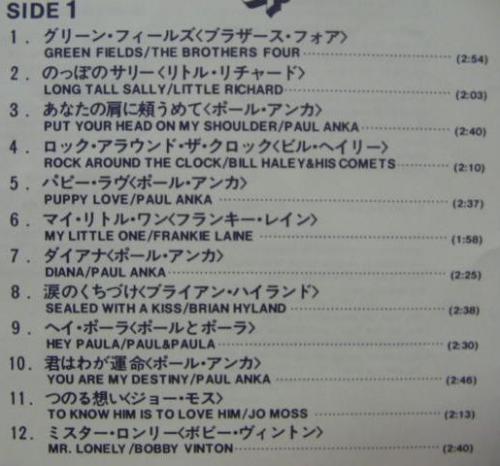 SIDE 1
1. グリーン・フィールズ〈ブラザース・フォア〉
GREEN FIELDS/THE BROTHERS FOUR (2:54)
2. のっぽのサリー〈リトル・リチャード〉
LONG TALL SALLY/LITTLE RICHARD (2:03)
3. あなたの肩に頬うめて〈ポール・アンカ〉
PUT YOUR HEAD ON MY SHOULDER/PAUL ANKA (2:40)
4. ロック・アラウンド・ザ・クロック〈ビル・ヘイリー〉
ROCK AROUND THE CLOCK/BILL HALEY&HIS COMETS (2:10)
5. パピー・ラヴ〈ポール・アンカ〉
PUPPY LOVE/PAUL ANKA (2:37)
6. マイ・リトル・ワン〈フランキー・レイン〉
MY LITTLE ONE/FRANKIE LAINE (1:58)
7. ダイアナ〈ポール・アンカ〉
DIANA/PAUL ANKA (2:25)
8. 涙のくちづけ〈ブライアン・ハイランド〉
SEALED WITH A KISS/BRIAN HYLAND (2:38)
9. ヘイ・ポーラ〈ポールとポーラ〉
HEY PAULA/PAUL&PAULA (2:30)
10. 君はわが運命〈ポール・アンカ〉
YOU ARE MY DESTINY/PAUL ANKA (2:46)
11. つのる想い〈ジョー・モス〉
TO KNOW HIM IS TO LOVE HIM/JO MOSS (2:13)
12. ミスター・ロンリー〈ボビー・ヴィントン〉
MR. LONELY/BOBBY VINTON (2:40)